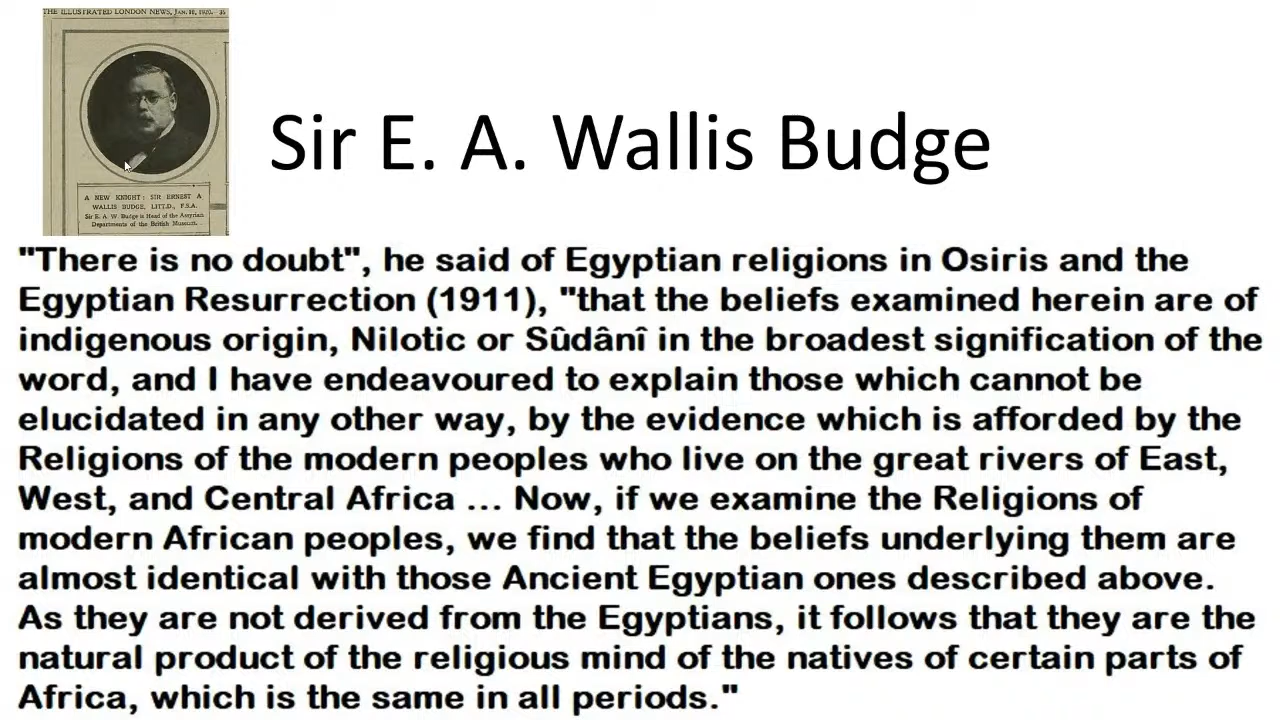 THE ILLUSTRATED LONDON NEWS, JAN. 10, 1920.
A NEW KNIGHT: SIR ERNEST A
WALLIS BUDGE, LITT.D., F.S.A.
Sir E. A. W. Budge is Head of the Assyrian
Departments of the British Museum.
Sir E. A. Wallis Budge
"There is no doubt", he said of Egyptian religions in Osiris and the
Egyptian Resurrection (1911), "that the beliefs examined herein are of
indigenous origin, Nilotic or Sûdânî in the broadest signification of the
word, and I have endeavoured to explain those which cannot be
elucidated in any other way, by the evidence which is afforded by the
Religions of the modern peoples who live on the great rivers of East,
West, and Central Africa ... Now, if we examine the Religions of
modern African peoples, we find that the beliefs underlying them are
almost identical with those Ancient Egyptian ones described above.
As they are not derived from the Egyptians, it follows that they are the
natural product of the religious mind of the natives of certain parts of
Africa, which is the same in all periods."